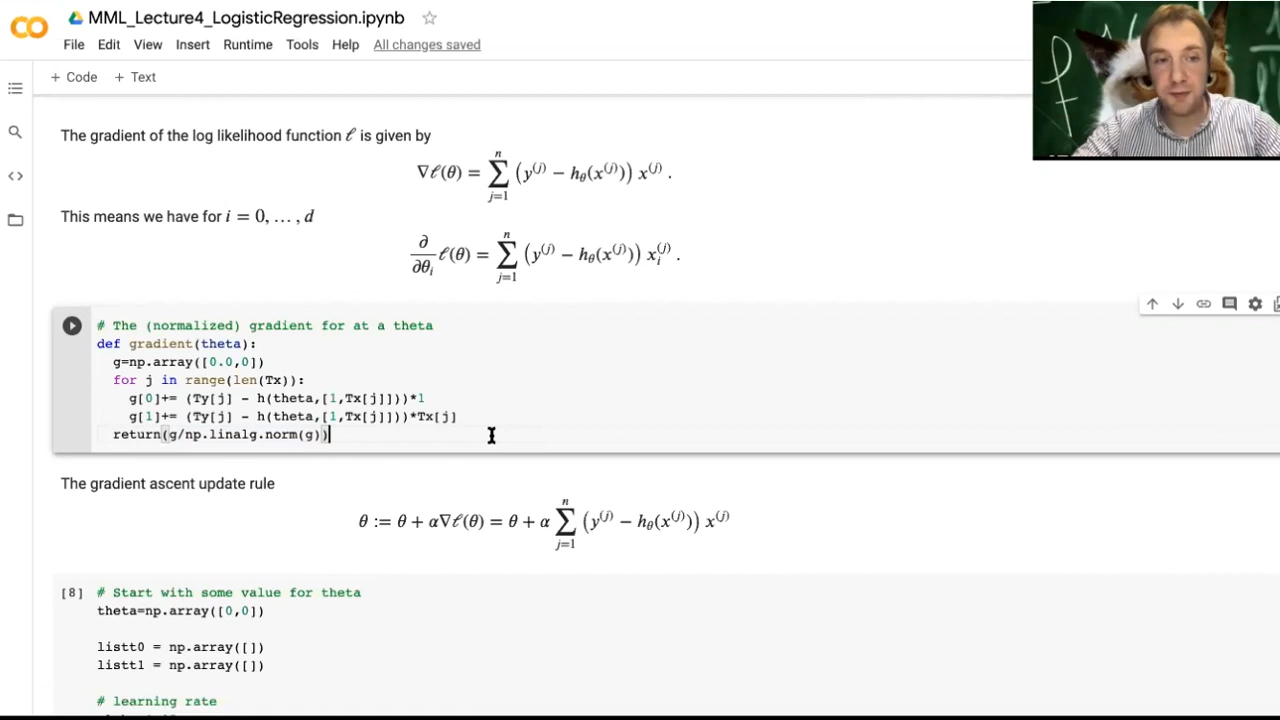 MML_Lecture4_LogisticRegression.ipynb
File Edit View Insert Runtime Tools Help All changes saved
+ Code + Text
The gradient of the log likelihood function ℓ is given by
∇ℓ(θ) = ∑_{j=1}^{n} (y^{(j)} − h_θ(x^{(j)})) x^{(j)} .
This means we have for i = 0, … , d
∂/∂θ_i ℓ(θ) = ∑_{j=1}^{n} (y^{(j)} − h_θ(x^{(j)})) x_i^{(j)} .
# The (normalized) gradient for at a theta
def gradient(theta):
g=np.array([0.0,0])
for j in range(len(Tx)):
g[0]+= (Ty[j] - h(theta,[1,Tx[j]]))*1
g[1]+= (Ty[j] - h(theta,[1,Tx[j]]))*Tx[j]
return(g/np.linalg.norm(g))
The gradient ascent update rule
θ := θ + α∇ℓ(θ) = θ + α ∑_{j=1}^{n} (y^{(j)} − h_θ(x^{(j)})) x^{(j)}
[8] # Start with some value for theta
theta=np.array([0,0])
listt0 = np.array([])
listt1 = np.array([])
# learning rate